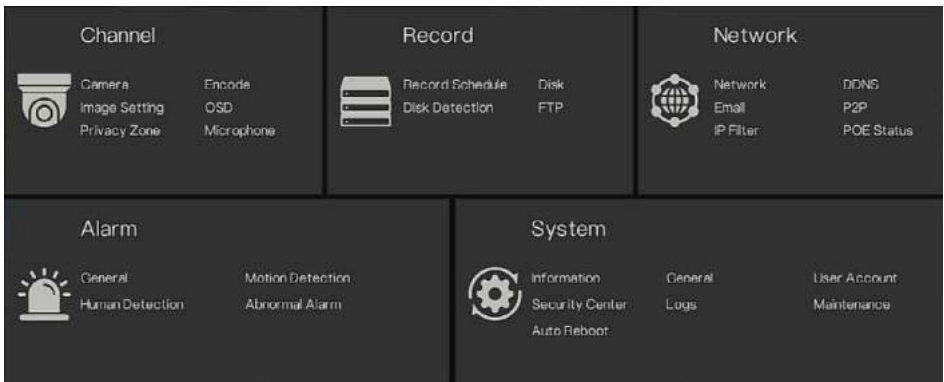 Channel
Camera Encode
Image Setting OSD
Privacy Zone Microphone
Record
Record Schedule Disk
Disk Detection FTP
Network
Network DDNS
Email P2P
IP Filter POE Status
Alarm
General Motion Detection
Human Detection Abnormal Alarm
System
Information General User Account
Security Center Logs Maintenance
Auto Reboot